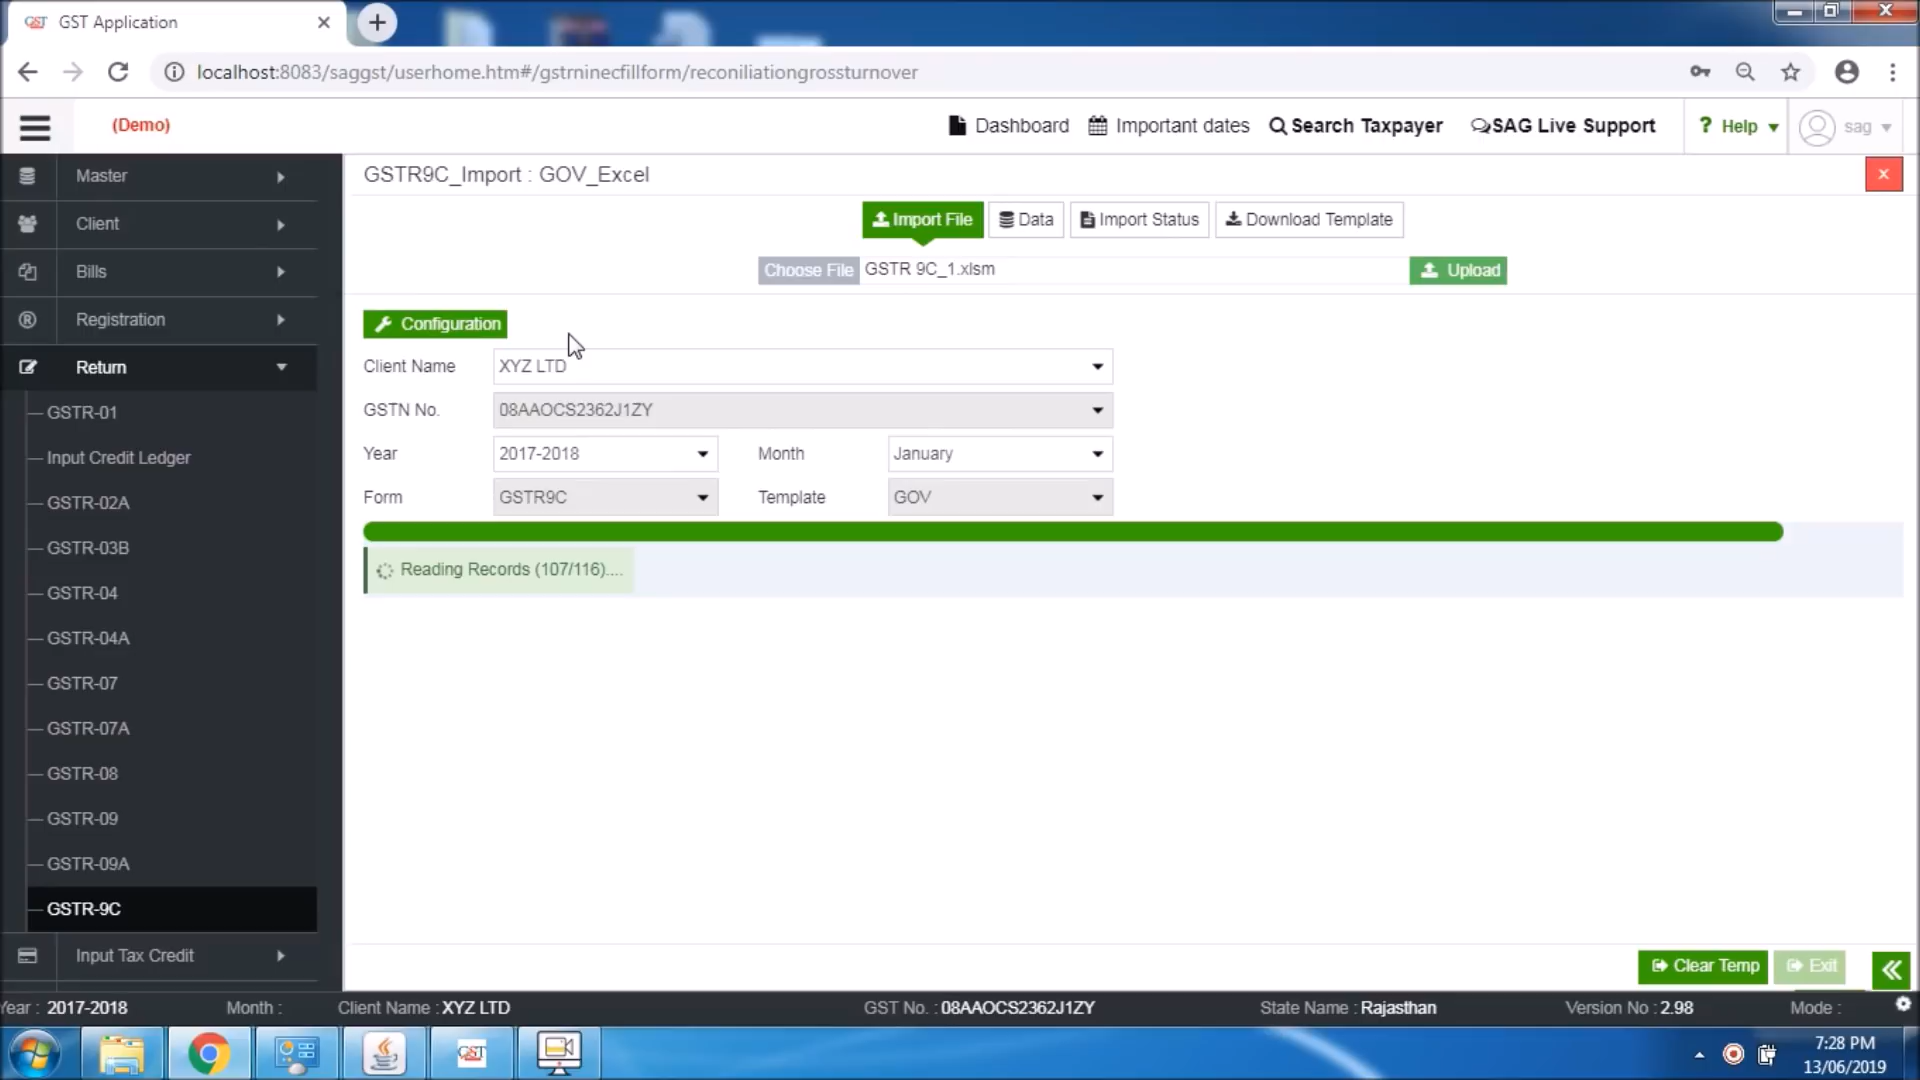 GST GST Application
localhost:8083/saggst/userhome.htm#/gstrninecfillform/reconiliationgrossturnover
(Demo)
Dashboard Important dates Search Taxpayer SAG Live Support ? Help sag
Master
Client
Bills
Registration
Return
GSTR-01
Input Credit Ledger
GSTR-02A
GSTR-03B
GSTR-04
GSTR-04A
GSTR-07
GSTR-07A
GSTR-08
GSTR-09
GSTR-09A
GSTR-9C
Input Tax Credit
GSTR9C_Import : GOV_Excel
x
Import File Data Import Status Download Template
Choose File GSTR 9C_1.xlsm Upload
Configuration
Client Name XYZ LTD
GSTN No. 08AAOCS2362J1ZY
Year 2017-2018 Month January
Form GSTR9C Template GOV
Reading Records (107/116)....
Clear Temp Exit
Year : 2017-2018 Month : Client Name : XYZ LTD GST No. : 08AAOCS2362J1ZY State Name : Rajasthan Version No : 2.98 Mode :
GST
7:28 PM
13/06/2019